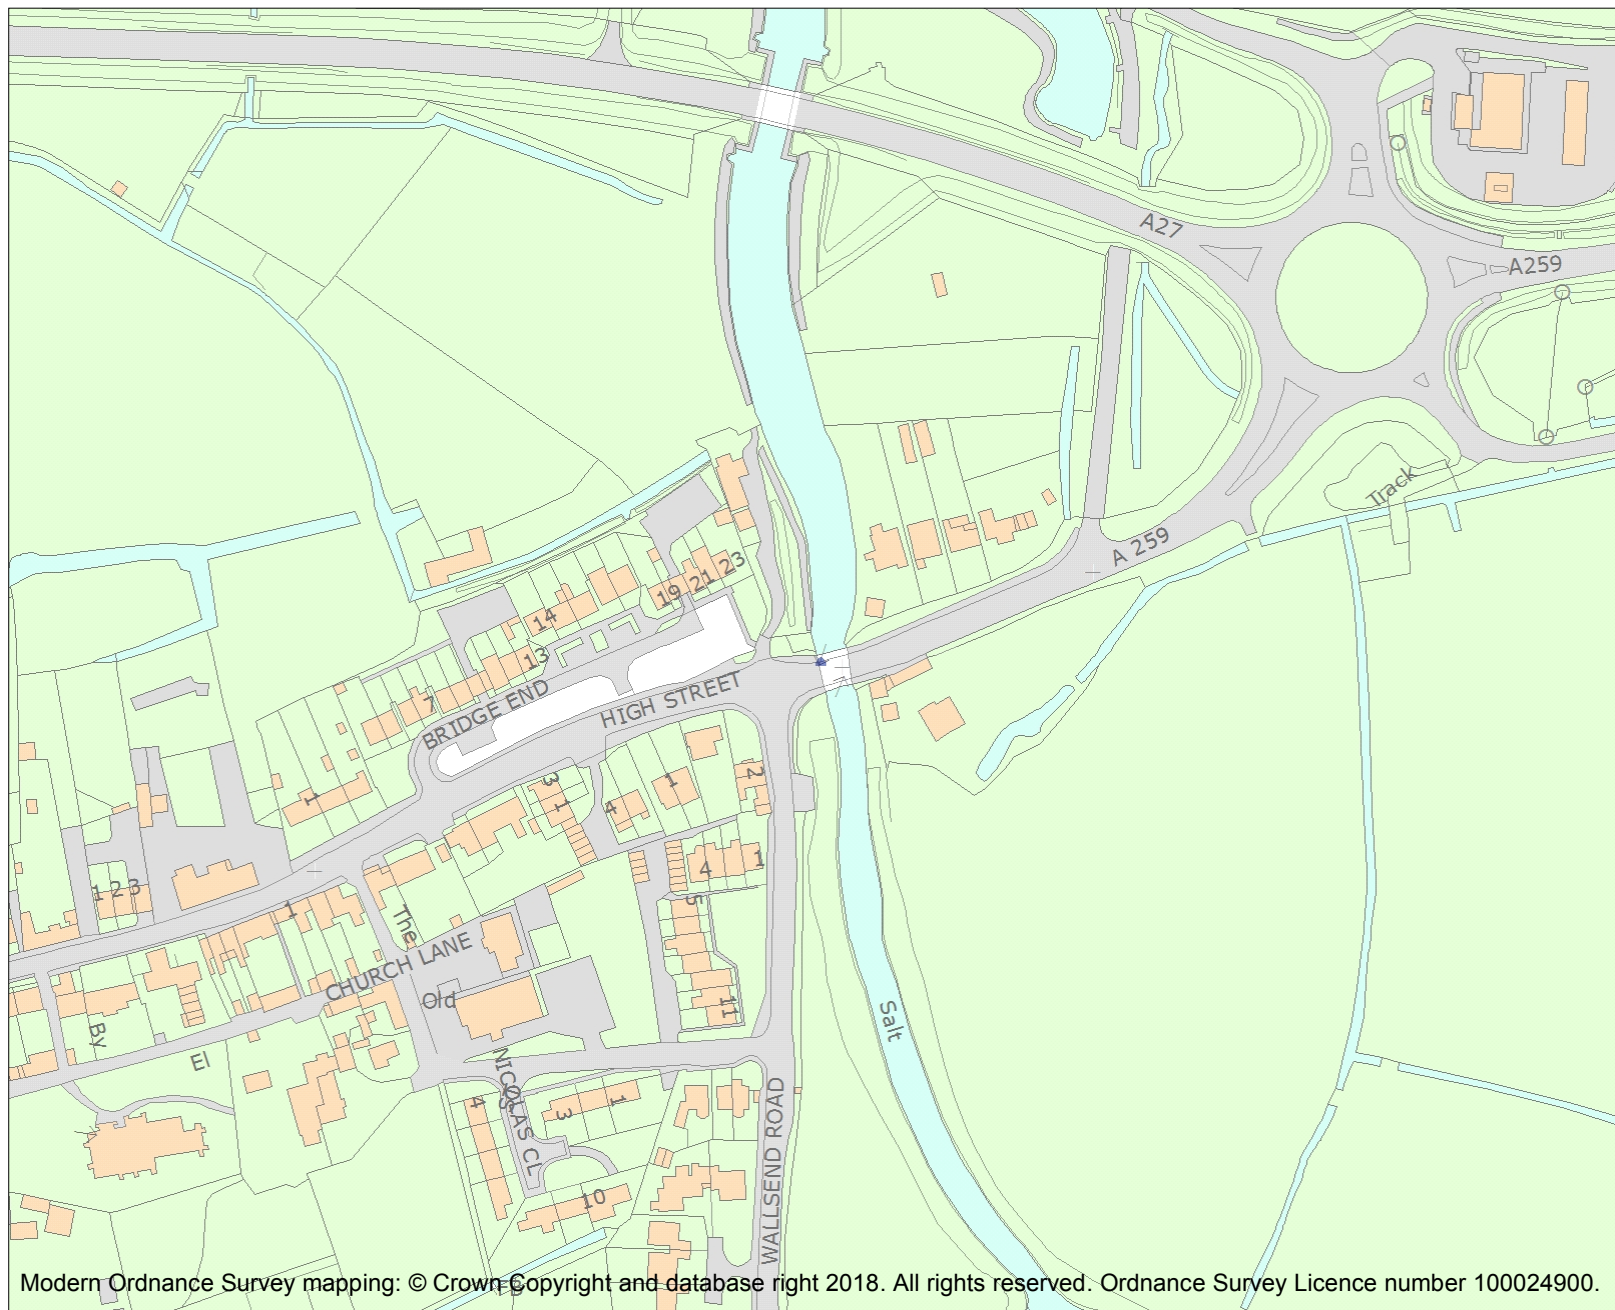 A27
A259
Track
A 259
19 21 23
14
13
7
BRIDGE END
HIGH STREET
1
3
1
4
1
2
1 2 3
1
The
CHURCH LANE
Old
4
1
5
11
By
El
Salt
NICOLAS CL
4
3
1
10
WALLSEND ROAD
Modern Ordnance Survey mapping: © Crown Copyright and database right 2018. All rights reserved. Ordnance Survey Licence number 100024900.